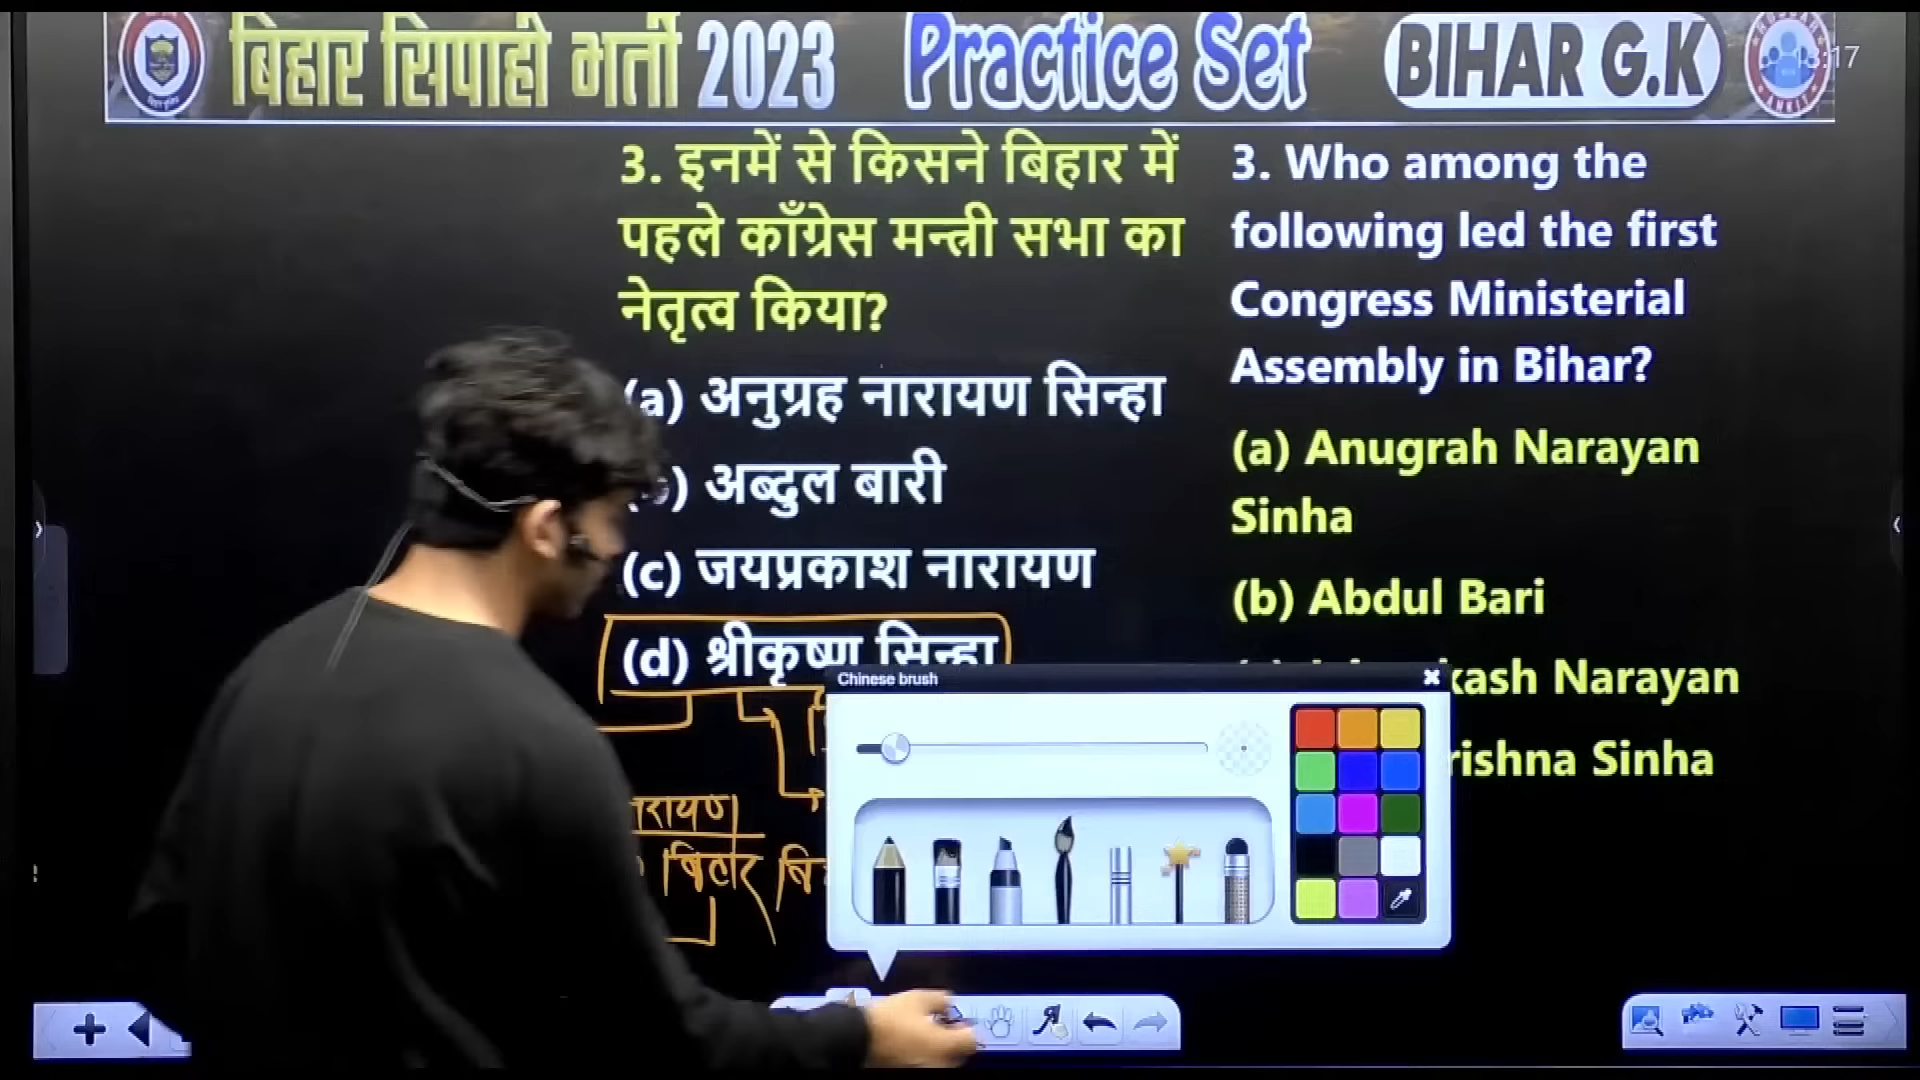 बिहार सिपाही भर्ती 2023 Practice Set BIHAR G.K
:17
3. इनमें से किसने बिहार में
पहले काँग्रेस मन्त्री सभा का
नेतृत्व किया?
(a) अनुग्रह नारायण सिन्हा
अब्दुल बारी
(c) जयप्रकाश नारायण
(d) श्रीकृष्ण सिन्हा
बिहार
3. Who among the
following led the first
Congress Ministerial
Assembly in Bihar?
(a) Anugrah Narayan
Sinha
(b) Abdul Bari
kash Narayan
rishna Sinha
Chinese brush